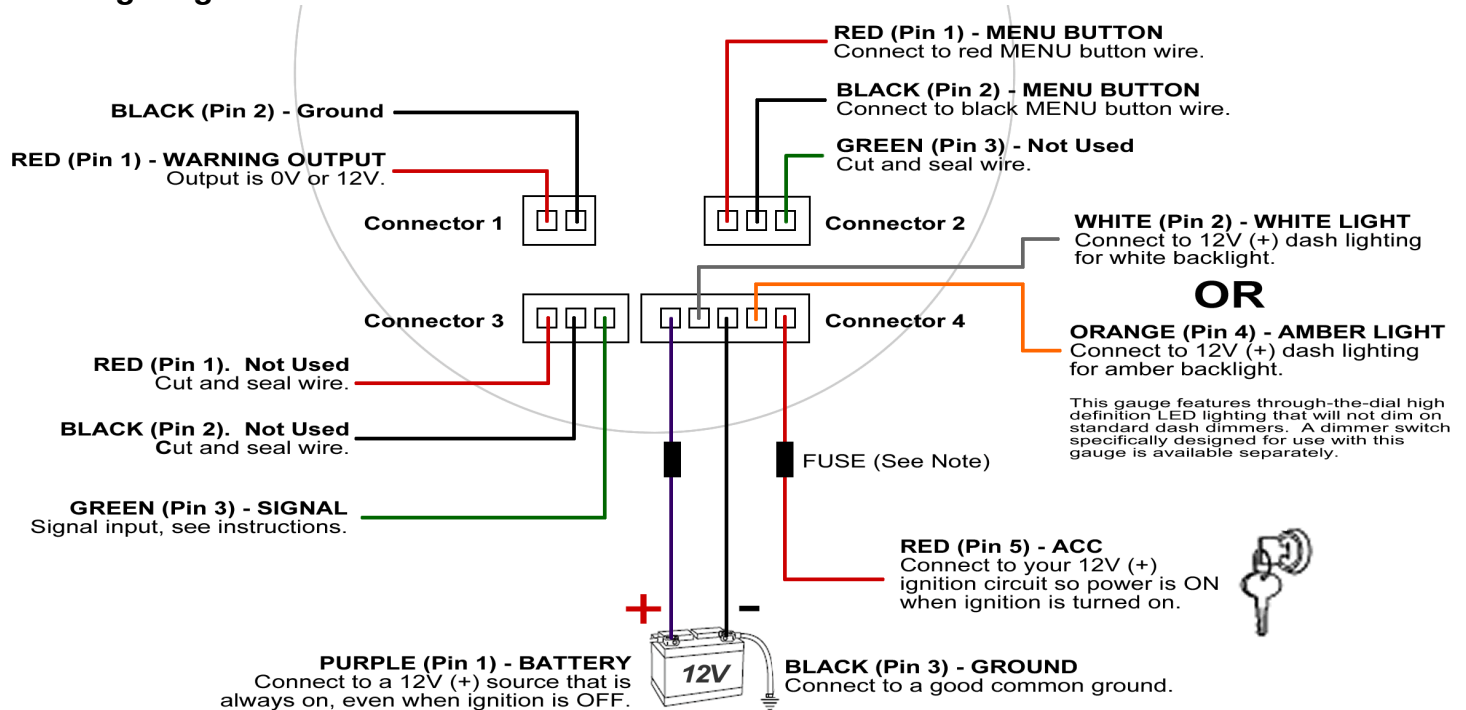 RED (Pin 1) - MENU BUTTON
Connect to red MENU button wire.
BLACK (Pin 2) - MENU BUTTON
Connect to black MENU button wire.
GREEN (Pin 3) - Not Used
Cut and seal wire.
BLACK (Pin 2) - Ground
RED (Pin 1) - WARNING OUTPUT
Output is 0V or 12V.
Connector 1
Connector 2
WHITE (Pin 2) - WHITE LIGHT
Connect to 12V (+) dash lighting
for white backlight.
OR
ORANGE (Pin 4) - AMBER LIGHT
Connect to 12V (+) dash lighting
for amber backlight.
This gauge features through-the-dial high
definition LED lighting that will not dim on
standard dash dimmers. A dimmer switch
specifically designed for use with this
gauge is available separately.
Connector 3
Connector 4
RED (Pin 1). Not Used
Cut and seal wire.
BLACK (Pin 2). Not Used
Cut and seal wire.
GREEN (Pin 3) - SIGNAL
Signal input, see instructions.
FUSE (See Note)
RED (Pin 5) - ACC
Connect to your 12V (+)
ignition circuit so power is ON
when ignition is turned on.
+ -
12V
PURPLE (Pin 1) - BATTERY
Connect to a 12V (+) source that is
always on, even when ignition is OFF.
BLACK (Pin 3) - GROUND
Connect to a good common ground.